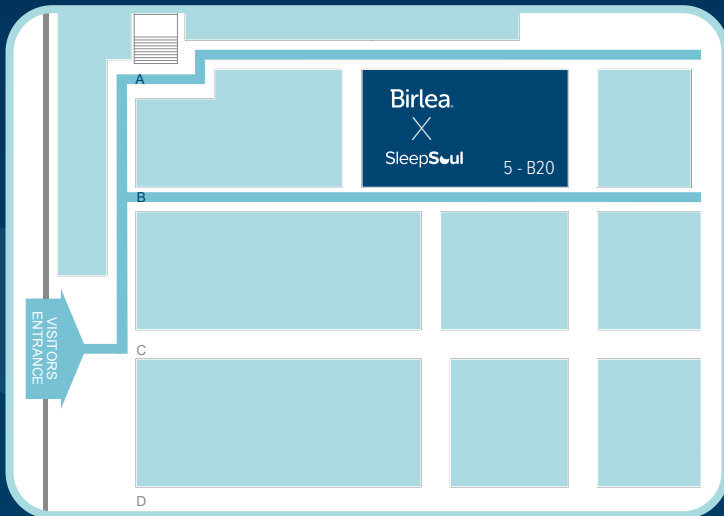 A
Birlea
X
SleepSoul
5 - B20
B
VISITORS
ENTRANCE
C
D